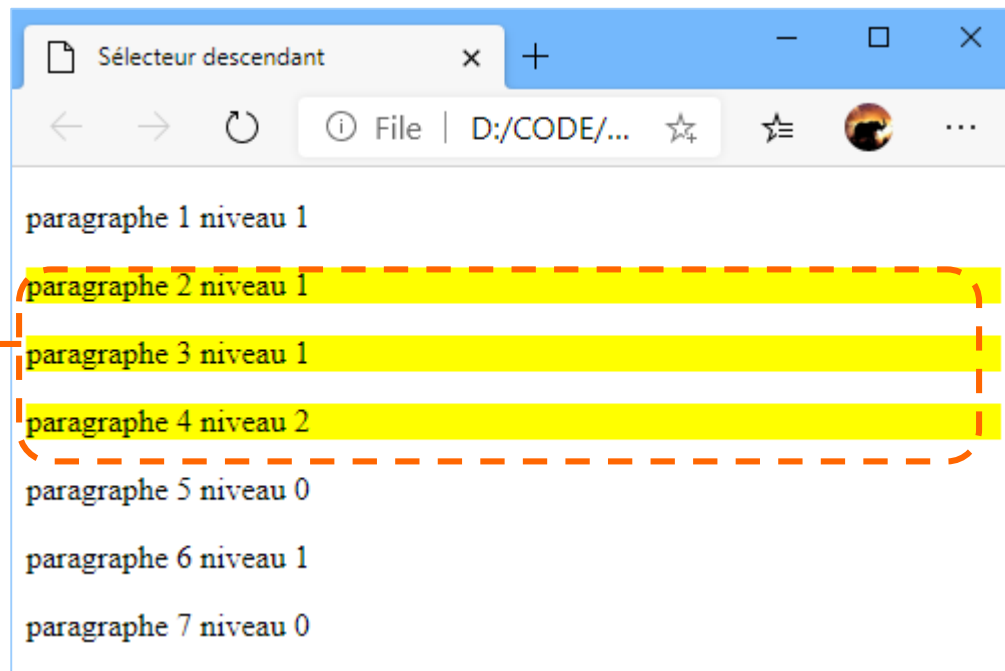 Sélecteur descendant
File | D:/CODE/...
paragraphe 1 niveau 1
paragraphe 2 niveau 1
paragraphe 3 niveau 1
paragraphe 4 niveau 2
paragraphe 5 niveau 0
paragraphe 6 niveau 1
paragraphe 7 niveau 0